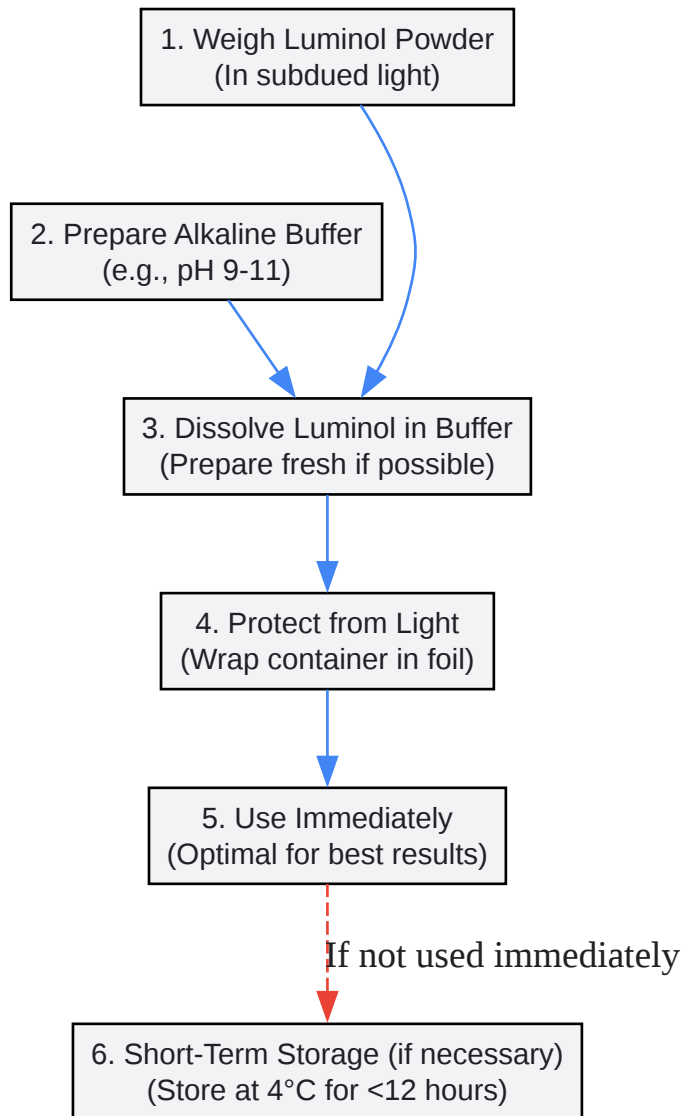 1. Weigh Luminol Powder
(In subdued light)
2. Prepare Alkaline Buffer
(e.g., pH 9-11)
3. Dissolve Luminol in Buffer
(Prepare fresh if possible)
4. Protect from Light
(Wrap container in foil)
5. Use Immediately
(Optimal for best results)
If not used immediately
6. Short-Term Storage (if necessary)
(Store at 4°C for <12 hours)